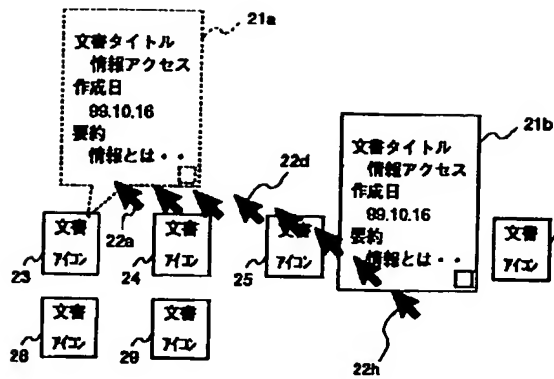 21a
文書タイトル
情報アクセス
作成日
99.10.16
要約
情報とは・・
21b
文書タイトル
情報アクセス
作成日
99.10.16
要約
情報とは・・
22d
22a
文書
アイコン
23
文書
アイコン
24
文書
アイコン
25
文書
アイコン
文書
アイコン
28
文書
アイコン
29
22h